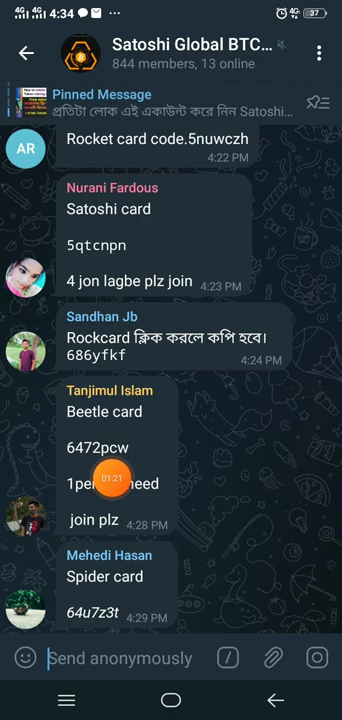 4G 4G 4:34
4G 37
Satoshi Global BTC...
844 members, 13 online
Pinned Message
প্রতিটা লোক এই একাউন্ট করে নিন Satoshi...
AR
Rocket card code.5nuwczh
4:22 PM
Nurani Fardous
Satoshi card
5qtcnpn
4 jon lagbe plz join 4:23 PM
Sandhan Jb
Rockcard ক্লিক করলে কপি হবে।
686yfkf 4:24 PM
Tanjimul Islam
Beetle card
6472pcw
01:21
need
join plz 4:28 PM
Mehedi Hasan
Spider card
64u7z3t 4:29 PM
Send anonymously